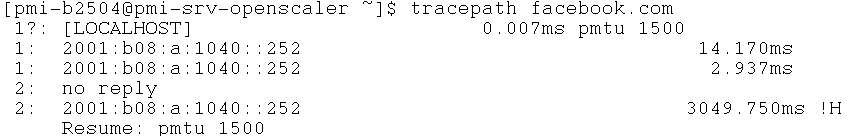 [pmi-b2504@pmi-srv-openscaler ~]$ tracepath facebook.com
1?: [LOCALHOST] 0.007ms pmtu 1500
1: 2001:b08:a:1040::252 14.170ms
1: 2001:b08:a:1040::252 2.937ms
2: no reply
2: 2001:b08:a:1040::252 3049.750ms !H
Resume: pmtu 1500